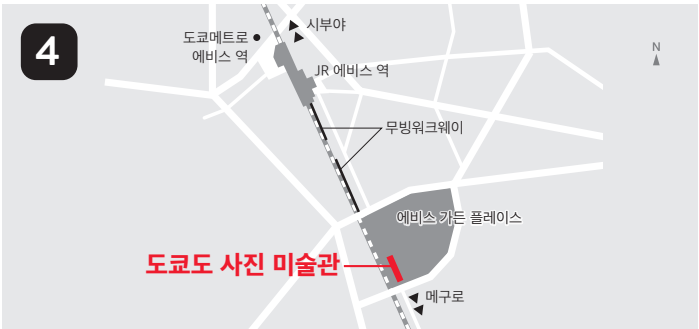 4
시부야
도쿄메트로
에비스 역
N
JR 에비스 역
무빙워크웨이
에비스 가든 플레이스
도쿄도 사진 미술관
메구로